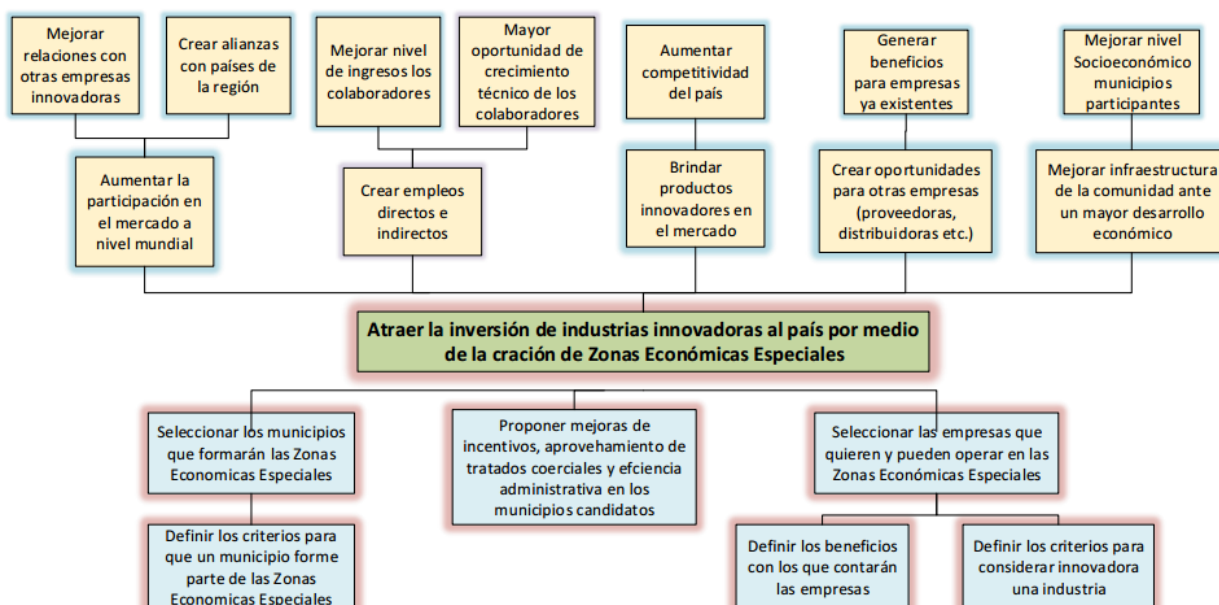 Mejorar
relaciones con
otras empresas
innovadoras
Crear alianzas
con países de
la región
Mejorar nivel
de ingresos los
colaboradores
Mayor
oportunidad de
crecimiento
técnico de los
colaboradores
Aumentar
competitividad
del país
Generar
beneficios
para empresas
ya existentes
Mejorar nivel
Socioeconómico
municipios
participantes
Aumentar la
participación en
el mercado a
nivel mundial
Crear empleos
directos e
indirectos
Brindar
productos
innovadores en
el mercado
Crear oportunidades
para otras empresas
(proveedoras,
distribuidoras etc.)
Mejorar infraestructura
de la comunidad ante
un mayor desarrollo
económico
Atraer la inversión de industrias innovadoras al país por medio
de la cración de Zonas Económicas Especiales
Seleccionar los municipios
que formarán las Zonas
Economicas Especiales
Proponer mejoras de
incentivos, aprovehamiento de
tratados coerciales y efciencia
administrativa en los
municipios candidatos
Seleccionar las empresas que
quieren y pueden operar en las
Zonas Económicas Especiales
Definir los criterios para
que un municipio forme
parte de las Zonas
Economicas Especiales
Definir los beneficios
con los que contarán
las empresas
Definir los criterios para
considerar innovadora
una industria